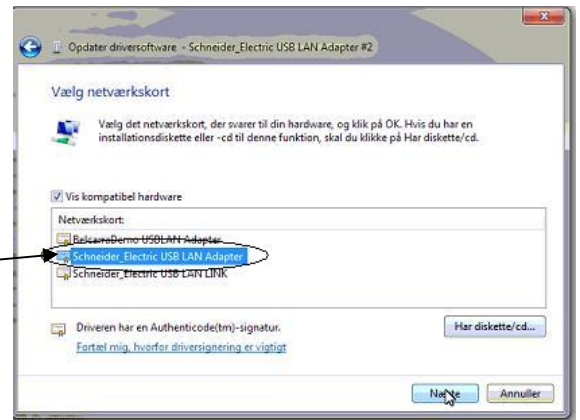 Opdater driversoftware - Schneider_Electric USB LAN Adapter #2
Vælg netværkskort
Vælg det netværkskort, der svarer til din hardware, og klik på OK. Hvis du har en
installationsdiskette eller -cd til denne funktion, skal du klikke på Har diskette/cd.
Vis kompatibel hardware
Netværkskort:
BelcarraDemo USBLAN Adapter
Schneider_Electric USB LAN Adapter
Schneider_Electric USB LAN LINK
Driveren har en Authenticode(tm)-signatur.
Har diskette/cd...
Fortæl mig, hvorfor driversignering er vigtigt
Næste
Annuller